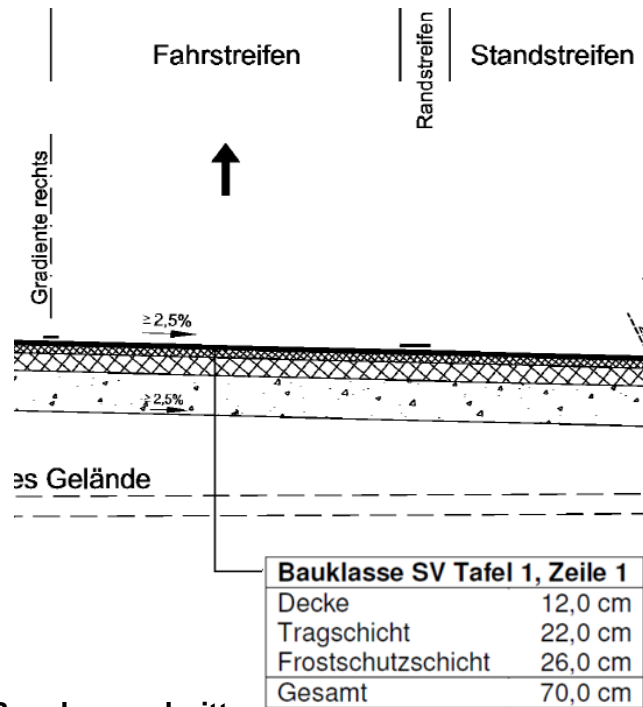 Fahrstreifen
Randstreifen
Standstreifen
Gradiente rechts
≥2,5%
≥2,5%
es Gelände
Bauklasse SV Tafel 1, Zeile 1
Decke 12,0 cm
Tragschicht 22,0 cm
Frostschutzschicht 26,0 cm
Gesamt 70,0 cm